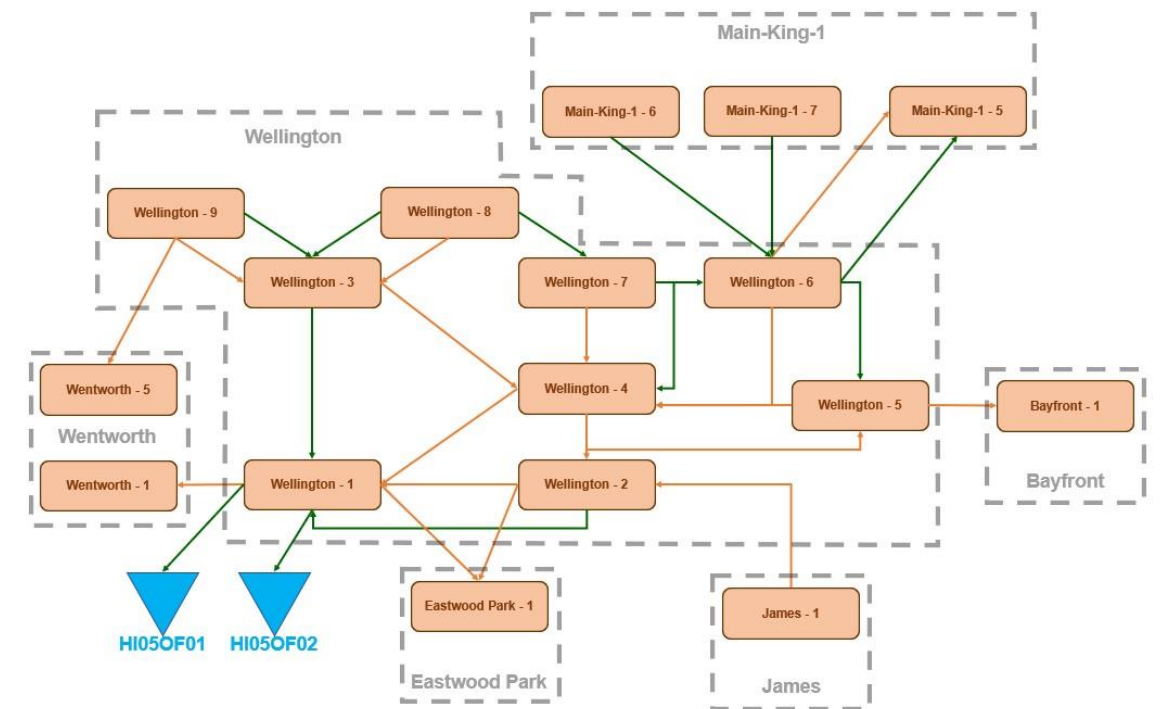 Main-King-1
Main-King-1 - 6
Main-King-1 - 7
Main-King-1 - 5
Wellington
Wellington - 9
Wellington - 8
Wellington - 3
Wellington - 7
Wellington - 6
Wentworth - 5
Wellington - 4
Wellington - 5
Bayfront - 1
Wentworth
Wentworth - 1
Wellington - 1
Wellington - 2
Bayfront
Eastwood Park - 1
James - 1
HI05OF01
HI05OF02
Eastwood Park
James